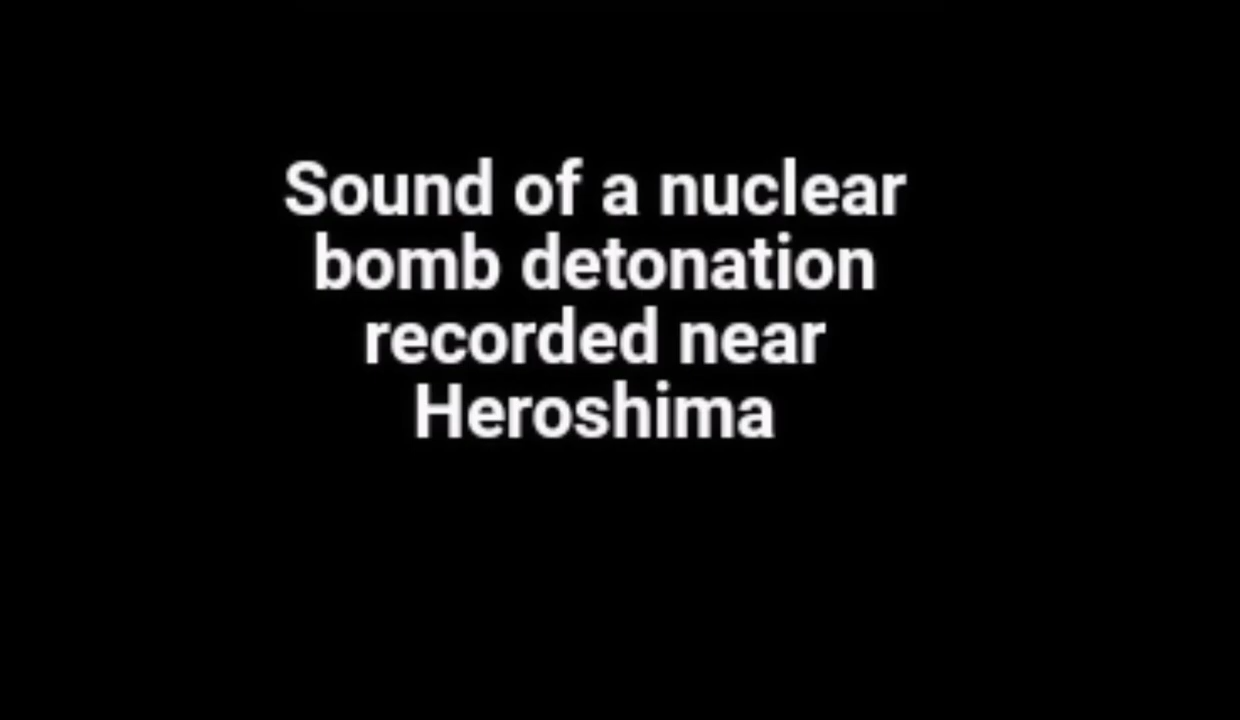 Sound of a nuclear
bomb detonation
recorded near
Heroshima